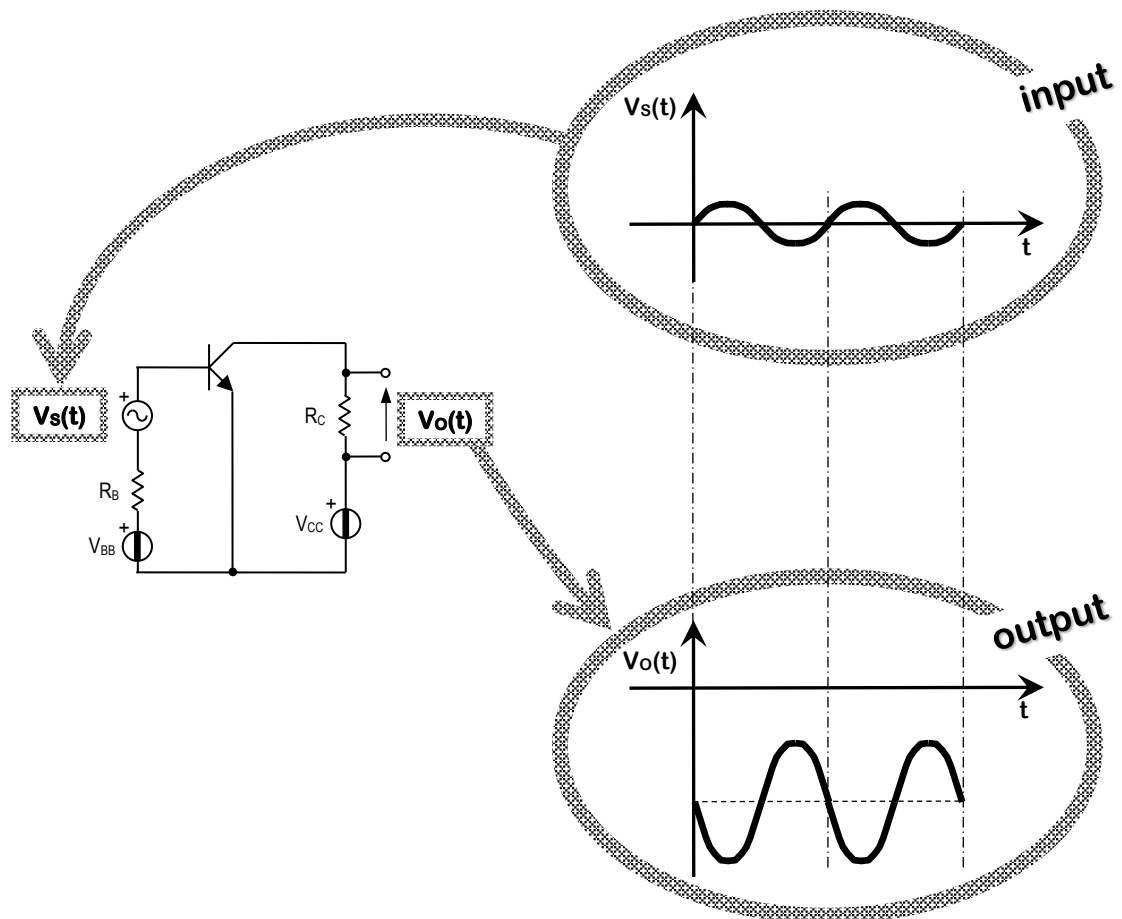 input
Vs(t)
t
Vs(t)
+
RB
+
VBB
RC
+
VCC
Vo(t)
output
Vo(t)
t